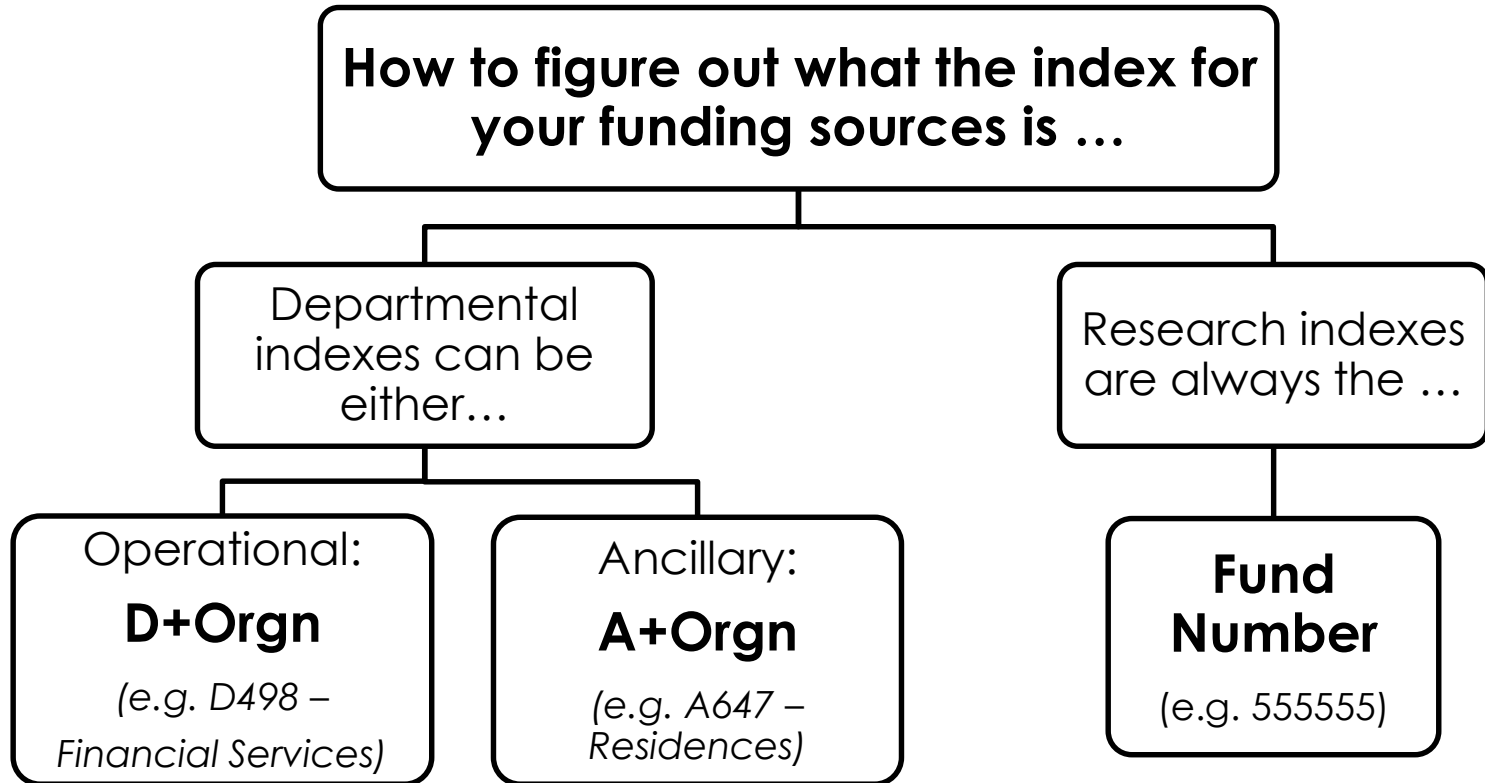 How to figure out what the index for
your funding sources is …
Departmental
indexes can be
either…
Research indexes
are always the …
Operational:
D+Orgn
(e.g. D498 –
Financial Services)
Ancillary:
A+Orgn
(e.g. A647 –
Residences)
Fund
Number
(e.g. 555555)